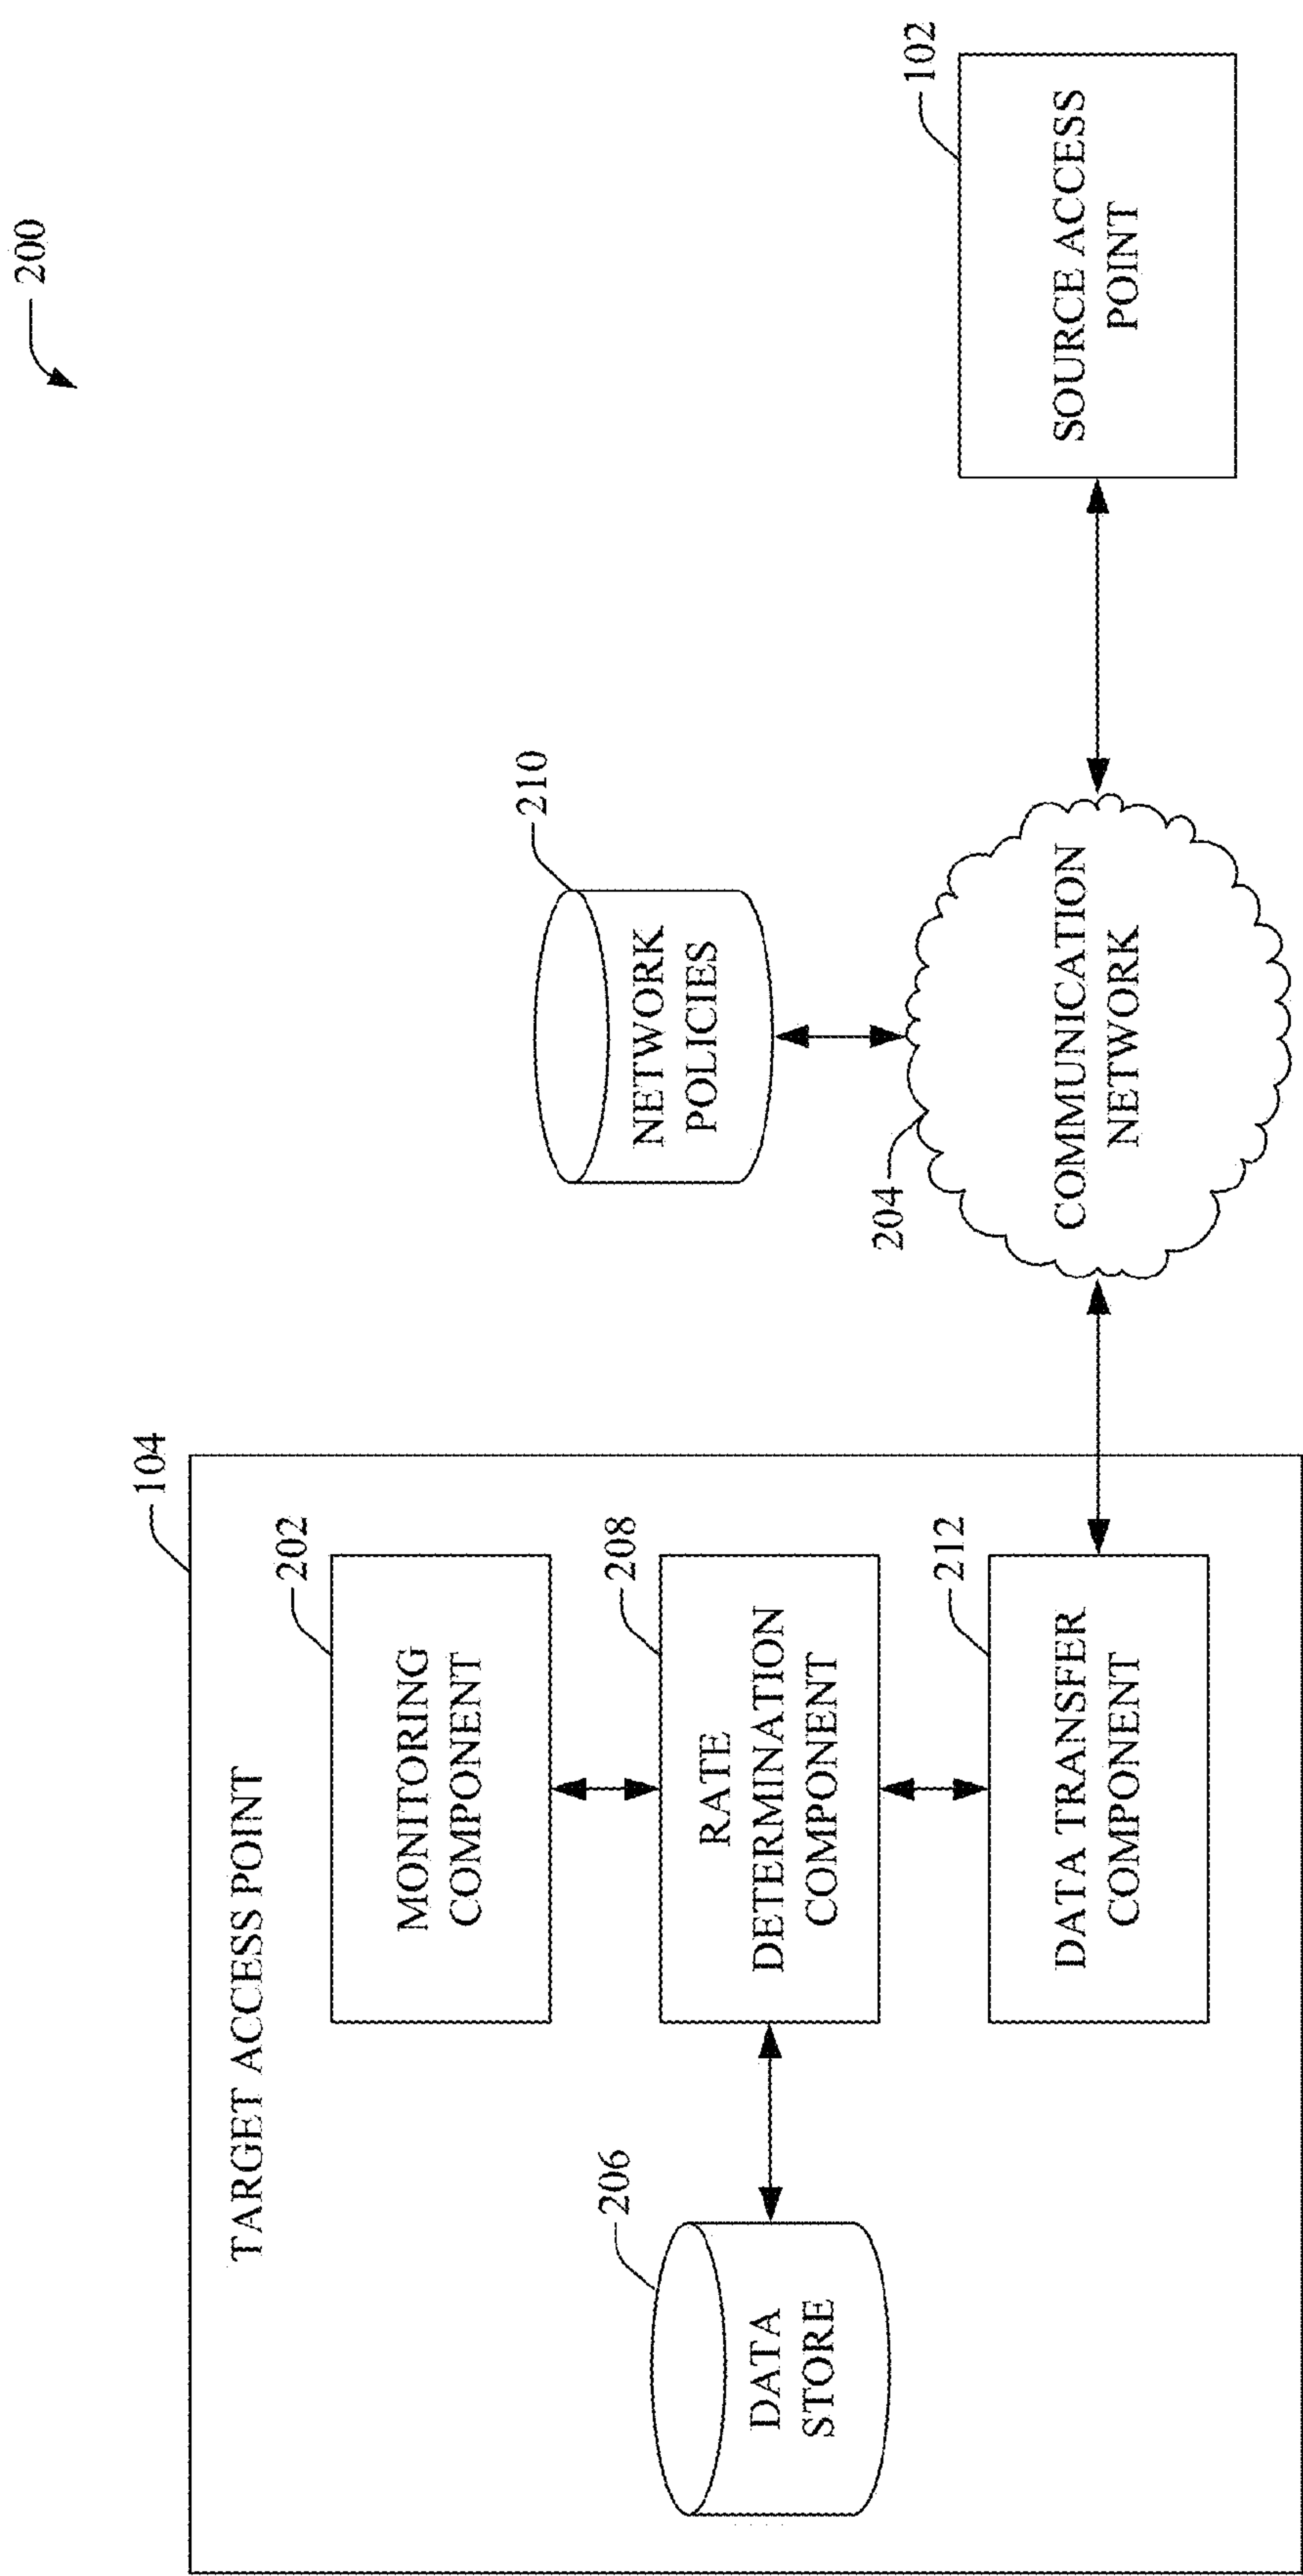 200
104
TARGET ACCESS POINT
202
MONITORING
COMPONENT
206
DATA
STORE
208
RATE
DETERMINATION
COMPONENT
212
DATA TRANSFER
COMPONENT
210
NETWORK
POLICIES
204
COMMUNICATION
NETWORK
102
SOURCE ACCESS
POINT